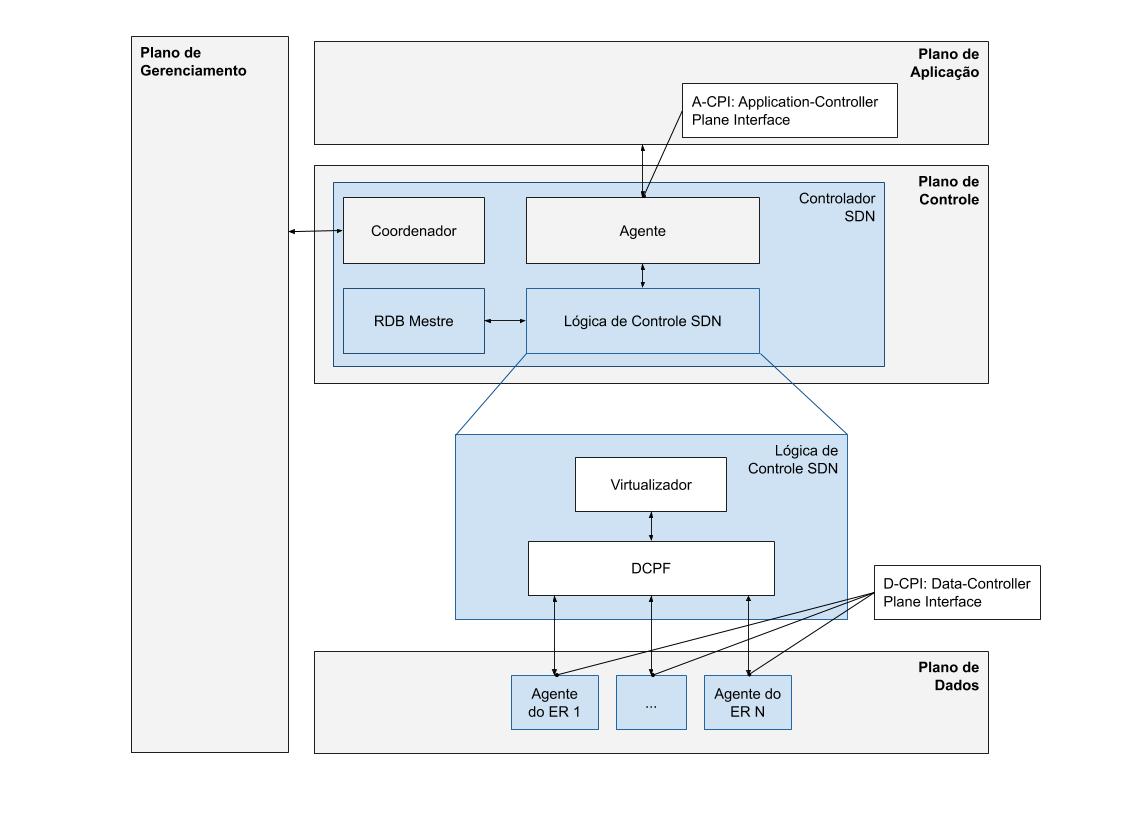 Plano de
Gerenciamento
Plano de
Aplicação
A-CPI: Application-Controller
Plane Interface
Plano de
Controle
Controlador
SDN
Coordenador
Agente
RDB Mestre
Lógica de Controle SDN
Lógica de
Controle SDN
Virtualizador
DCPF
D-CPI: Data-Controller
Plane Interface
Plano de
Dados
Agente
do ER 1
...
Agente do
ER N